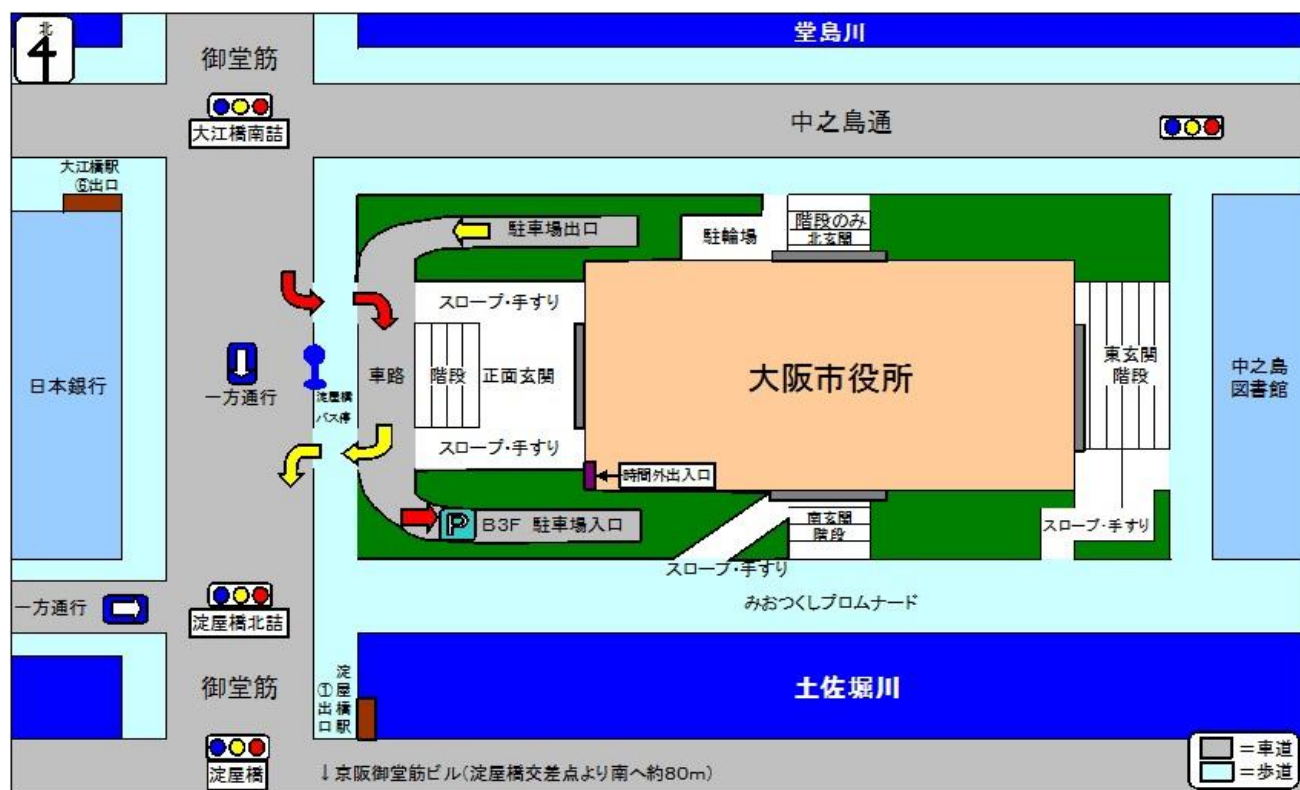 北
御堂筋
堂島川
大江橋南詰
中之島通
大江橋駅
⑥出口
駐車場出口
駐輪場
階段のみ
北玄関
スロープ・手すり
日本銀行
一方通行
淀屋橋
バス停
車路
階段
正面玄関
大阪市役所
東玄関
階段
中之島
図書館
スロープ・手すり
時間外出入口
P
B3F 駐車場入口
南玄関
階段
スロープ・手すり
スロープ・手すり
一方通行
淀屋橋北詰
みおつくしプロムナード
御堂筋
淀屋橋駅
①出口
土佐堀川
淀屋橋
↓京阪御堂筋ビル(淀屋橋交差点より南へ約80m)
=車道
=歩道